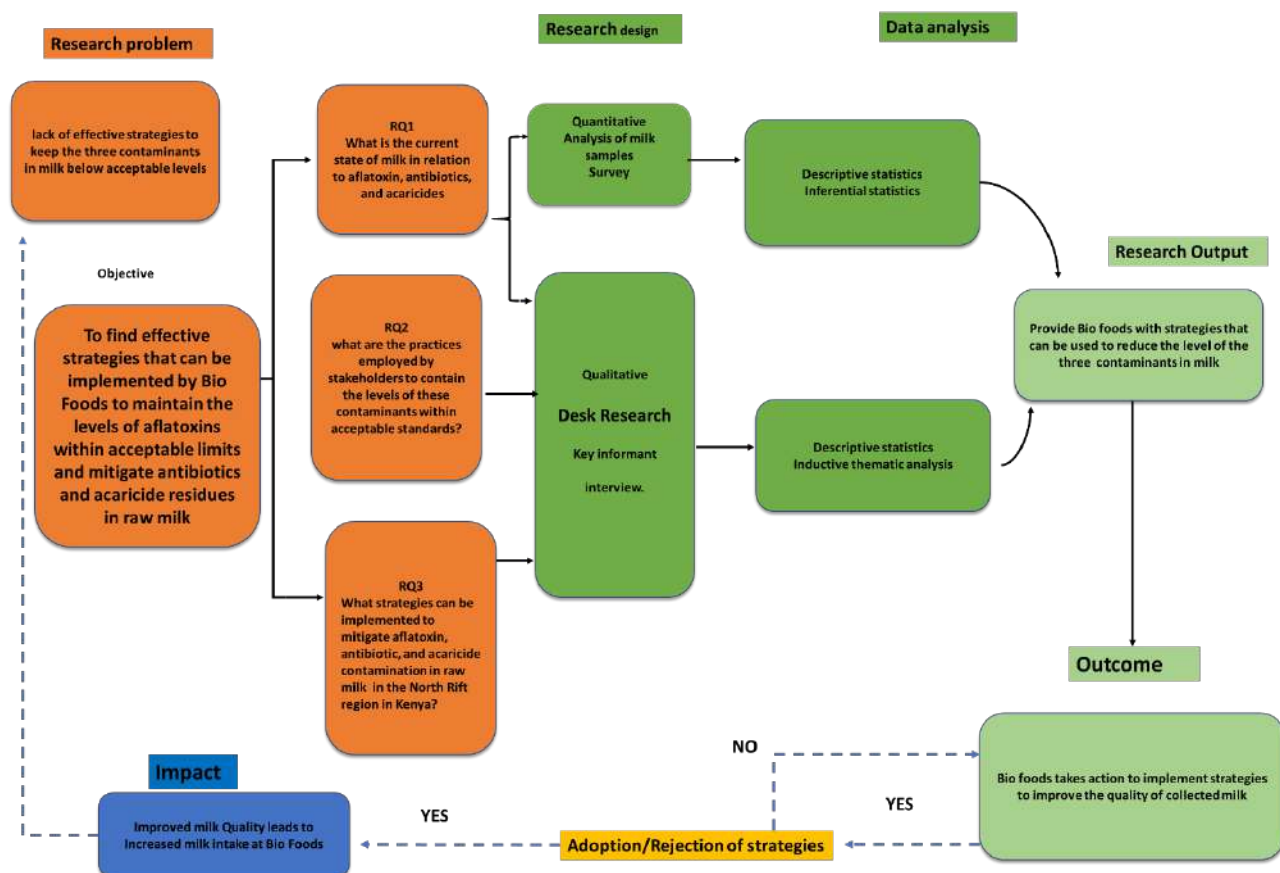 Research problem
lack of effective strategies to
keep the three contaminants
in milk below acceptable levels
Objective
To find effective
strategies that can be
implemented by Bio
Foods to maintain the
levels of aflatoxins
within acceptable limits
and mitigate antibiotics
and acaricide residues
in raw milk
RQ1
What is the current
state of milk in relation
to aflatoxin, antibiotics,
and acaricides
RQ2
what are the practices
employed by
stakeholders to contain
the levels of these
contaminants within
acceptable standards?
RQ3
What strategies can be
implemented to
mitigate aflatoxin,
antibiotic, and acaricide
contamination in raw
milk in the North Rift
region in Kenya?
Research design
Quantitative
Analysis of milk
samples
Survey
Qualitative
Desk Research
Key informant
interview.
Data analysis
Descriptive statistics
Inferential statistics
Descriptive statistics
Inductive thematic analysis
Research Output
Provide Bio foods with strategies that
can be used to reduce the level of the
three contaminants in milk
Outcome
Bio foods takes action to implement strategies
to improve the quality of collected milk
NO
YES
Adoption/Rejection of strategies
YES
Impact
Improved milk Quality leads to
Increased milk intake at Bio Foods